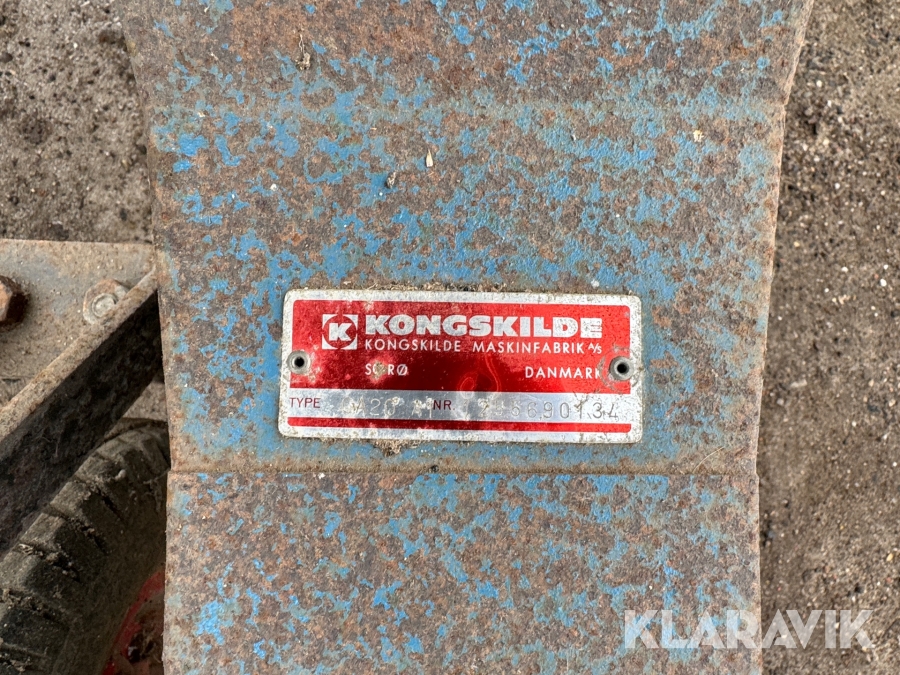 K KONGSKILDE
KONGSKILDE MASKINFABRIK A/S
SORØ DANMARK
TYPE NR.
KLARAVIK